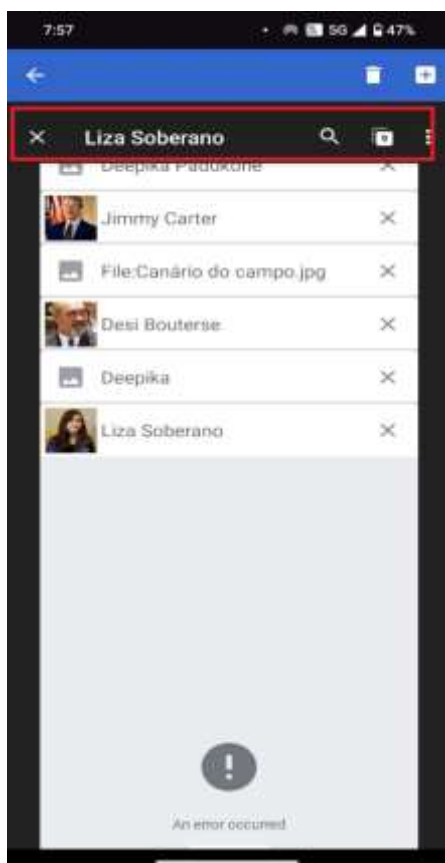 7:57 5G 47%
Liza Soberano
Deepika Padukone
Jimmy Carter
File:Canário do campo.jpg
Desi Bouterse
Deepika
Liza Soberano
An error occurred